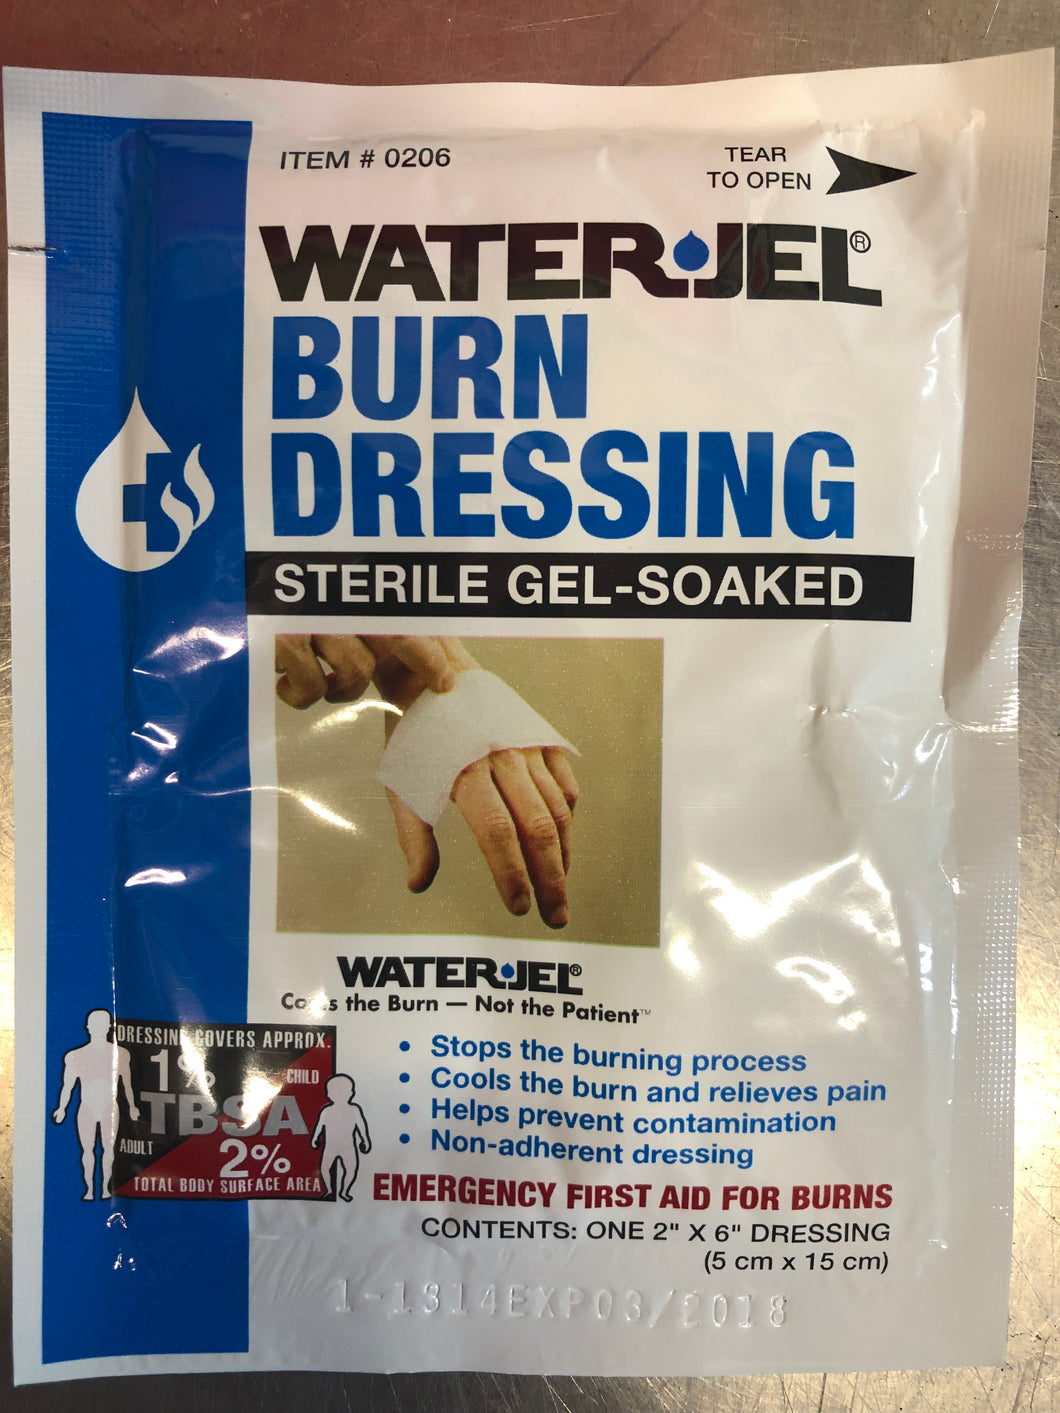 ITEM # 0206
TEAR
TO OPEN
WATER-JEL®
BURN
DRESSING
STERILE GEL-SOAKED
WATER-JEL®
Cools the Burn — Not the Patient™
DRESSING COVERS APPROX.
1%
CHILD
TBSA
ADULT
2%
TOTAL BODY SURFACE AREA
• Stops the burning process
• Cools the burn and relieves pain
• Helps prevent contamination
• Non-adherent dressing
EMERGENCY FIRST AID FOR BURNS
CONTENTS: ONE 2" X 6" DRESSING
(5 cm x 15 cm)
1-1314EXP03/2018